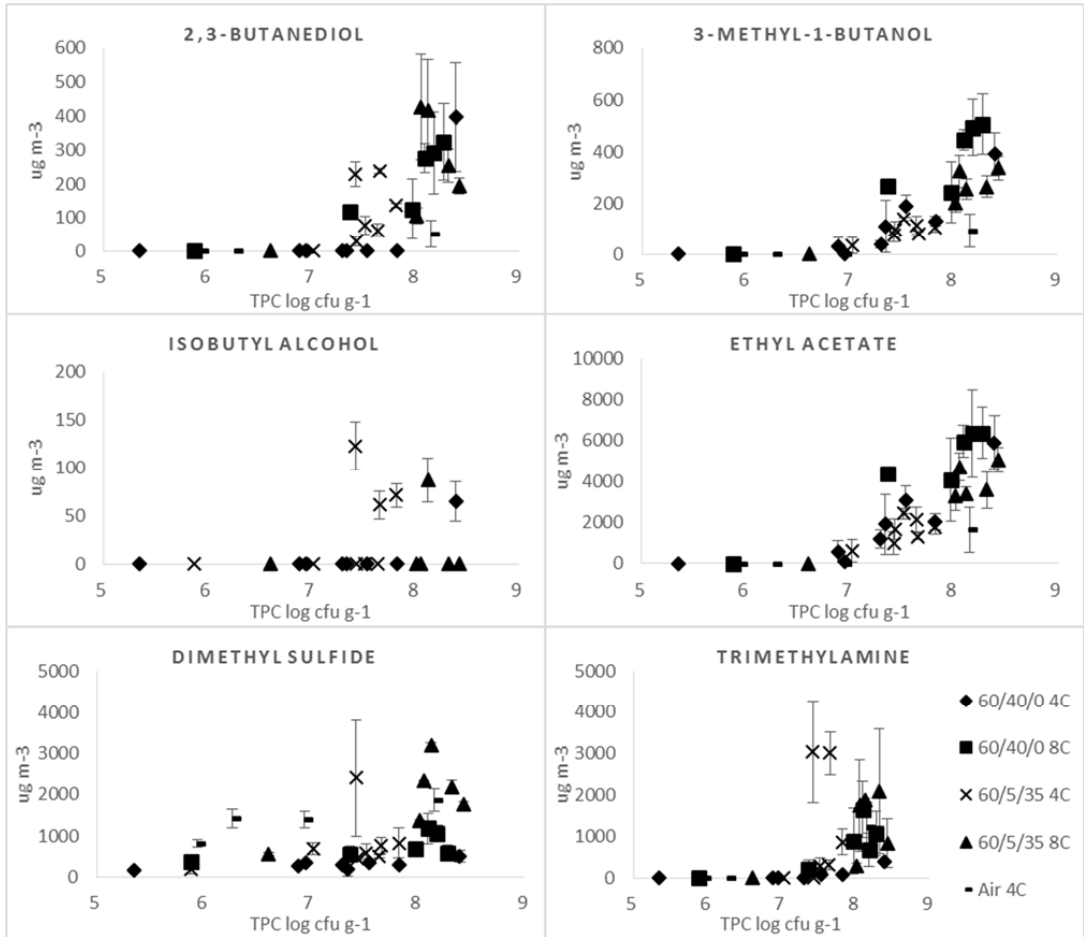 2,3-BUTANEDIOL
600
500
400
300
200
100
0
ug m-3
5 6 7 8 9
TPC log cfu g-1
3-METHYL-1-BUTANOL
800
600
400
200
0
ug m-3
5 6 7 8 9
TPC log cfu g-1
ISOBUTYL ALCOHOL
200
150
100
50
0
ug m-3
5 6 7 8 9
TPC log cfu g-1
ETHYL ACETATE
10000
8000
6000
4000
2000
0
ug m-3
5 6 7 8 9
TPC log cfu g-1
DIMETHYL SULFIDE
5000
4000
3000
2000
1000
0
ug m-3
5 6 7 8 9
TPC log cfu g-1
TRIMETHYLAMINE
5000
4000
3000
2000
1000
0
ug m-3
5 6 7 8 9
TPC log cfu g-1
60/40/0 4C
60/40/0 8C
60/5/35 4C
60/5/35 8C
Air 4C